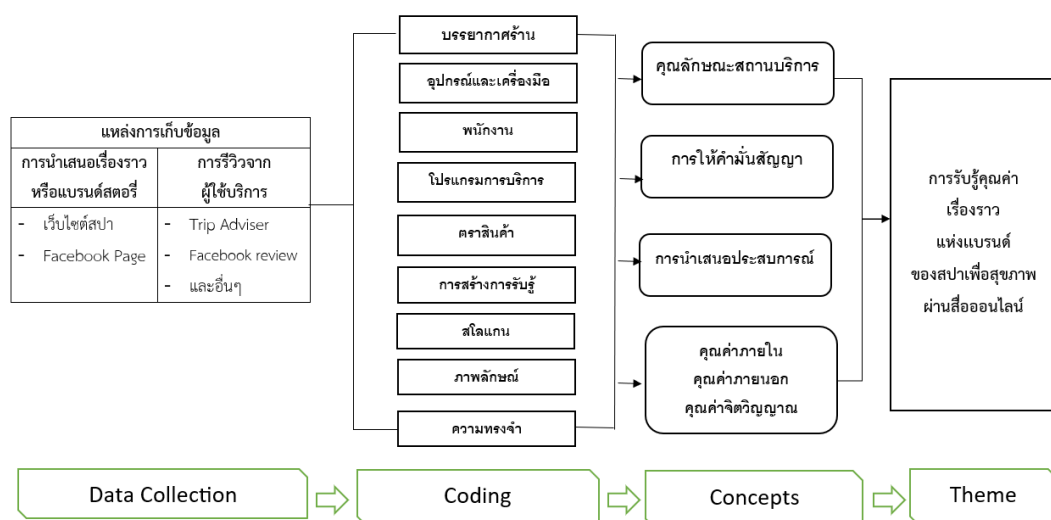 แหล่งการเก็บข้อมูล
การนำเสนอเรื่องราว
หรือแบรนด์สตอรี่
การรีวิวจาก
ผู้ใช้บริการ
- เว็บไซต์สปา
- Facebook Page
- Trip Adviser
- Facebook review
- และอื่นๆ
บรรยากาศร้าน
อุปกรณ์และเครื่องมือ
พนักงาน
โปรแกรมการบริการ
ตราสินค้า
การสร้างการรับรู้
สโลแกน
ภาพลักษณ์
ความทรงจำ
คุณลักษณะสถานบริการ
การให้คำมั่นสัญญา
การนำเสนอประสบการณ์
คุณค่าภายใน
คุณค่าภายนอก
คุณค่าจิตวิญญาณ
การรับรู้คุณค่า
เรื่องราว
แห่งแบรนด์
ของสปาเพื่อสุขภาพ
ผ่านสื่อออนไลน์
Data Collection
Coding
Concepts
Theme